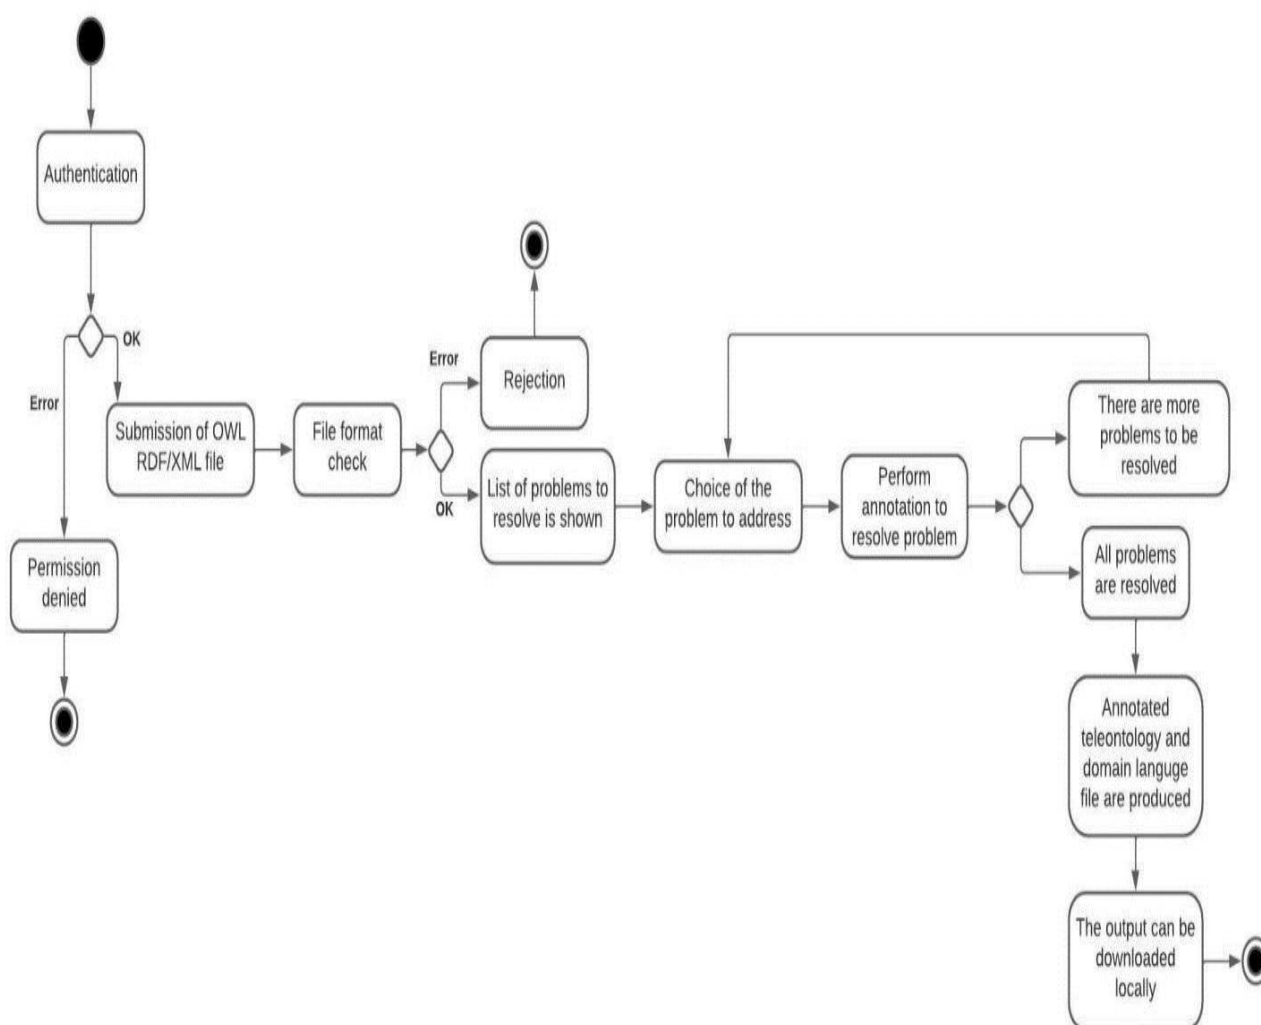 Authentication
OK
Error
Submission of OWL
RDF/XML file
File format
check
Error
Rejection
OK
List of problems to
resolve is shown
Choice of the
problem to address
Perform
annotation to
resolve problem
There are more
problems to be
resolved
All problems
are resolved
Permission
denied
Annotated
teleontology and
domain languge
file are produced
The output can be
downloaded
locally